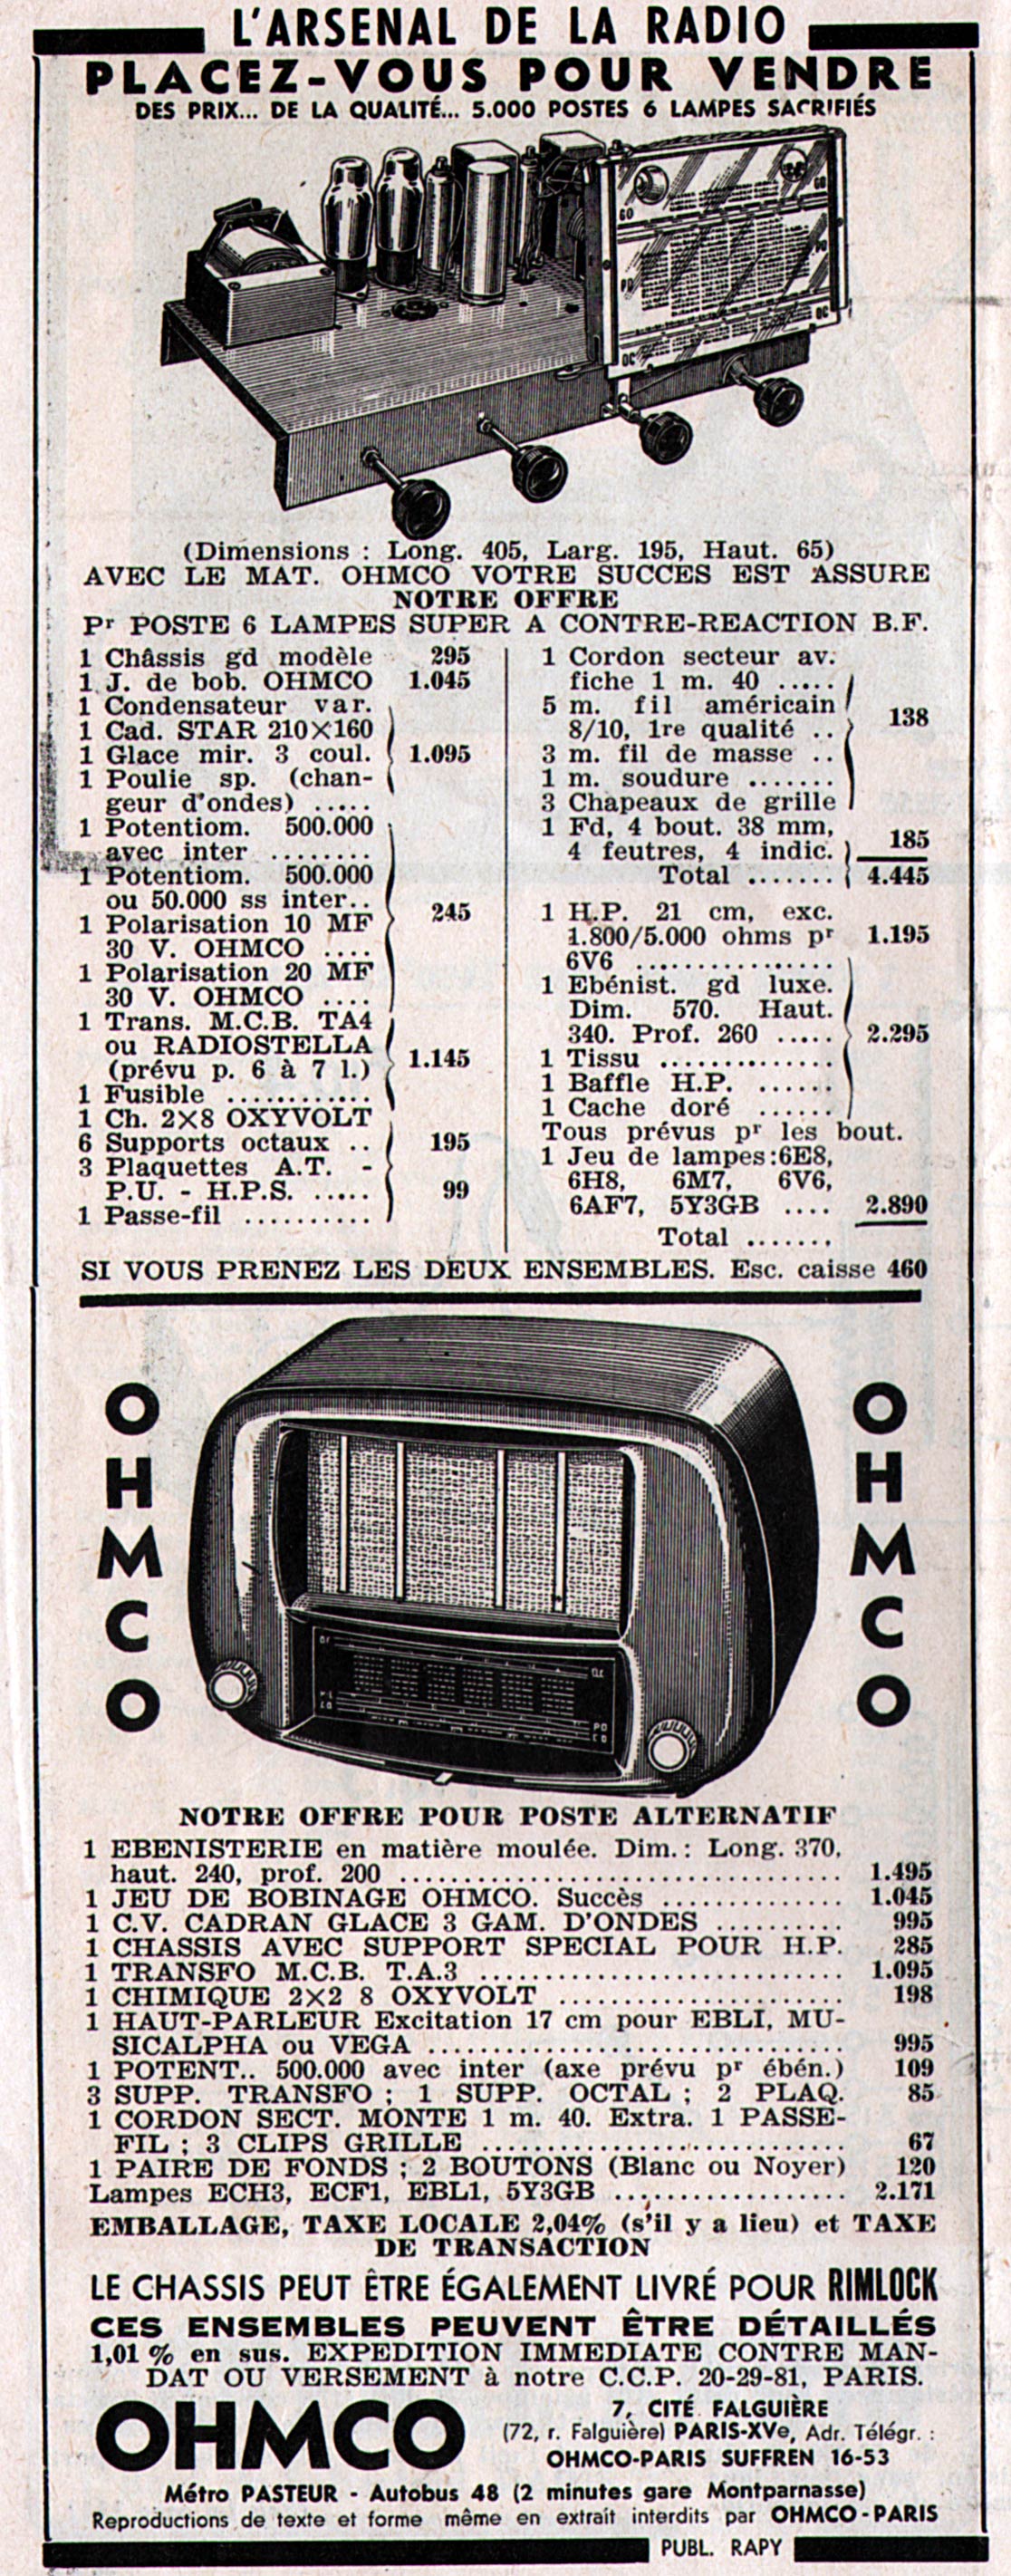 L'ARSENAL DE LA RADIO
PLACEZ-VOUS POUR VENDRE
DES PRIX... DE LA QUALITÉ... 5.000 POSTES 6 LAMPES SACRIFIÉS
GO
GO
PO
PO
OC
OC
(Dimensions : Long. 405, Larg. 195, Haut. 65)
AVEC LE MAT. OHMCO VOTRE SUCCES EST ASSURE
NOTRE OFFRE
Pr POSTE 6 LAMPES SUPER A CONTRE-REACTION B.F.
1 Châssis gd modèle 295
1 J. de bob. OHMCO 1.045
1 Condensateur var.
1 Cad. STAR 210×160
1 Glace mir. 3 coul. 1.095
1 Poulie sp. (chan-
geur d'ondes) .....
1 Potentiom. 500.000
avec inter ........
1 Potentiom. 500.000
ou 50.000 ss inter..
245
1 Polarisation 10 MF
30 V. OHMCO ....
1 Polarisation 20 MF
30 V. OHMCO ....
1 Trans. M.C.B. TA4
ou RADIOSTELLA
1.145
(prévu p. 6 à 7 l.)
1 Fusible ...........
1 Ch. 2×8 OXYVOLT
6 Supports octaux .. 195
3 Plaquettes A.T. -
P.U. - H.P.S. ..... 99
1 Passe-fil ..........
1 Cordon secteur av.
fiche 1 m. 40 .....
5 m. fil américain
138
8/10, 1re qualité ..
3 m. fil de masse ..
1 m. soudure .......
3 Chapeaux de grille
1 Fd, 4 bout. 38 mm,
4 feutres, 4 indic. 185
Total ....... 4.445
1 H.P. 21 cm, exc.
1.800/5.000 ohms pr 1.195
6V6 ...............
1 Ebénist. gd luxe.
Dim. 570. Haut.
340. Prof. 260 ..... 2.295
1 Tissu ..............
1 Baffle H.P. ......
1 Cache doré ......
Tous prévus pr les bout.
1 Jeu de lampes:6E8,
6H8, 6M7, 6V6,
6AF7, 5Y3GB .... 2.890
Total .......
SI VOUS PRENEZ LES DEUX ENSEMBLES. Esc. caisse 460
OHMCO
OHMCO
NOTRE OFFRE POUR POSTE ALTERNATIF
1 EBENISTERIE en matière moulée. Dim.: Long. 370,
haut. 240, prof. 200 .................................. 1.495
1 JEU DE BOBINAGE OHMCO. Succès .............. 1.045
1 C.V. CADRAN GLACE 3 GAM. D'ONDES .......... 995
1 CHASSIS AVEC SUPPORT SPECIAL POUR H.P. 285
1 TRANSFO M.C.B. T.A.3 ............................ 1.095
1 CHIMIQUE 2×2 8 OXYVOLT ...................... 198
1 HAUT-PARLEUR Excitation 17 cm pour EBLI, MU-
SICALPHA ou VEGA ................................ 995
1 POTENT.. 500.000 avec inter (axe prévu pr ébén.) 109
3 SUPP. TRANSFO ; 1 SUPP. OCTAL ; 2 PLAQ. 85
1 CORDON SECT. MONTE 1 m. 40. Extra. 1 PASSE-
FIL ; 3 CLIPS GRILLE ............................ 67
1 PAIRE DE FONDS ; 2 BOUTONS (Blanc ou Noyer) 120
Lampes ECH3, ECF1, EBL1, 5Y3GB .................. 2.171
EMBALLAGE, TAXE LOCALE 2,04% (s'il y a lieu) et TAXE
DE TRANSACTION
LE CHASSIS PEUT ÊTRE ÉGALEMENT LIVRÉ POUR RIMLOCK
CES ENSEMBLES PEUVENT ÊTRE DÉTAILLÉS
1,01 % en sus. EXPEDITION IMMEDIATE CONTRE MAN-
DAT OU VERSEMENT à notre C.C.P. 20-29-81, PARIS.
OHMCO
7, CITÉ FALGUIÈRE
(72, r. Falguière) PARIS-XVe, Adr. Télégr. :
OHMCO-PARIS SUFFREN 16-53
Métro PASTEUR - Autobus 48 (2 minutes gare Montparnasse)
Reproductions de texte et forme même en extrait interdits par OHMCO-PARIS
PUBL. RAPY